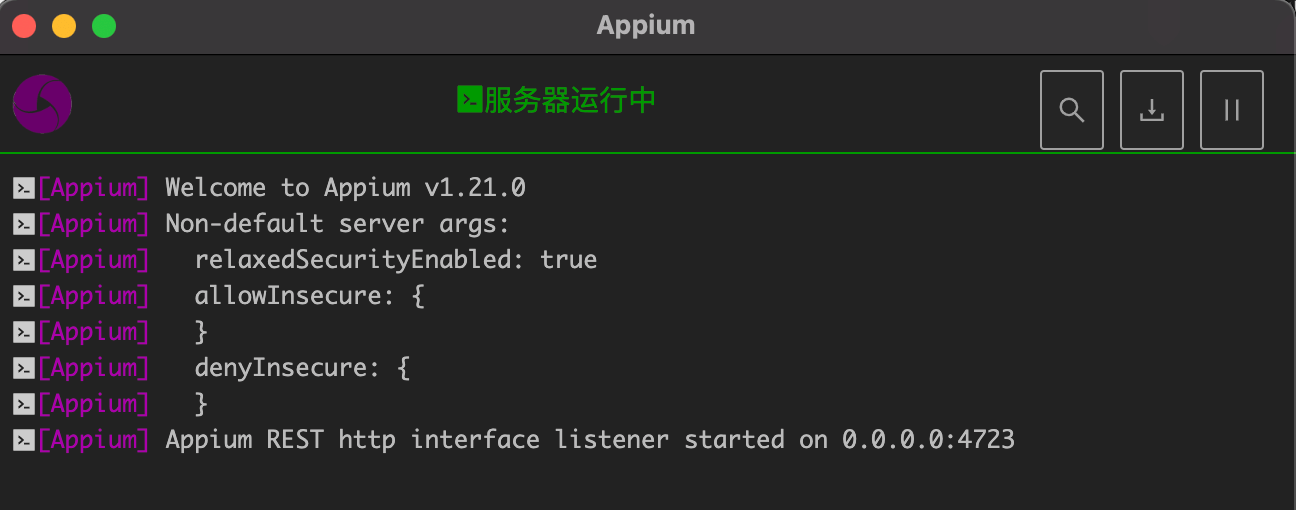 Appium
服务器运行中
[Appium] Welcome to Appium v1.21.0
[Appium] Non-default server args:
[Appium]   relaxedSecurityEnabled: true
[Appium]   allowInsecure: {
[Appium]   }
[Appium]   denyInsecure: {
[Appium]   }
[Appium] Appium REST http interface listener started on 0.0.0.0:4723